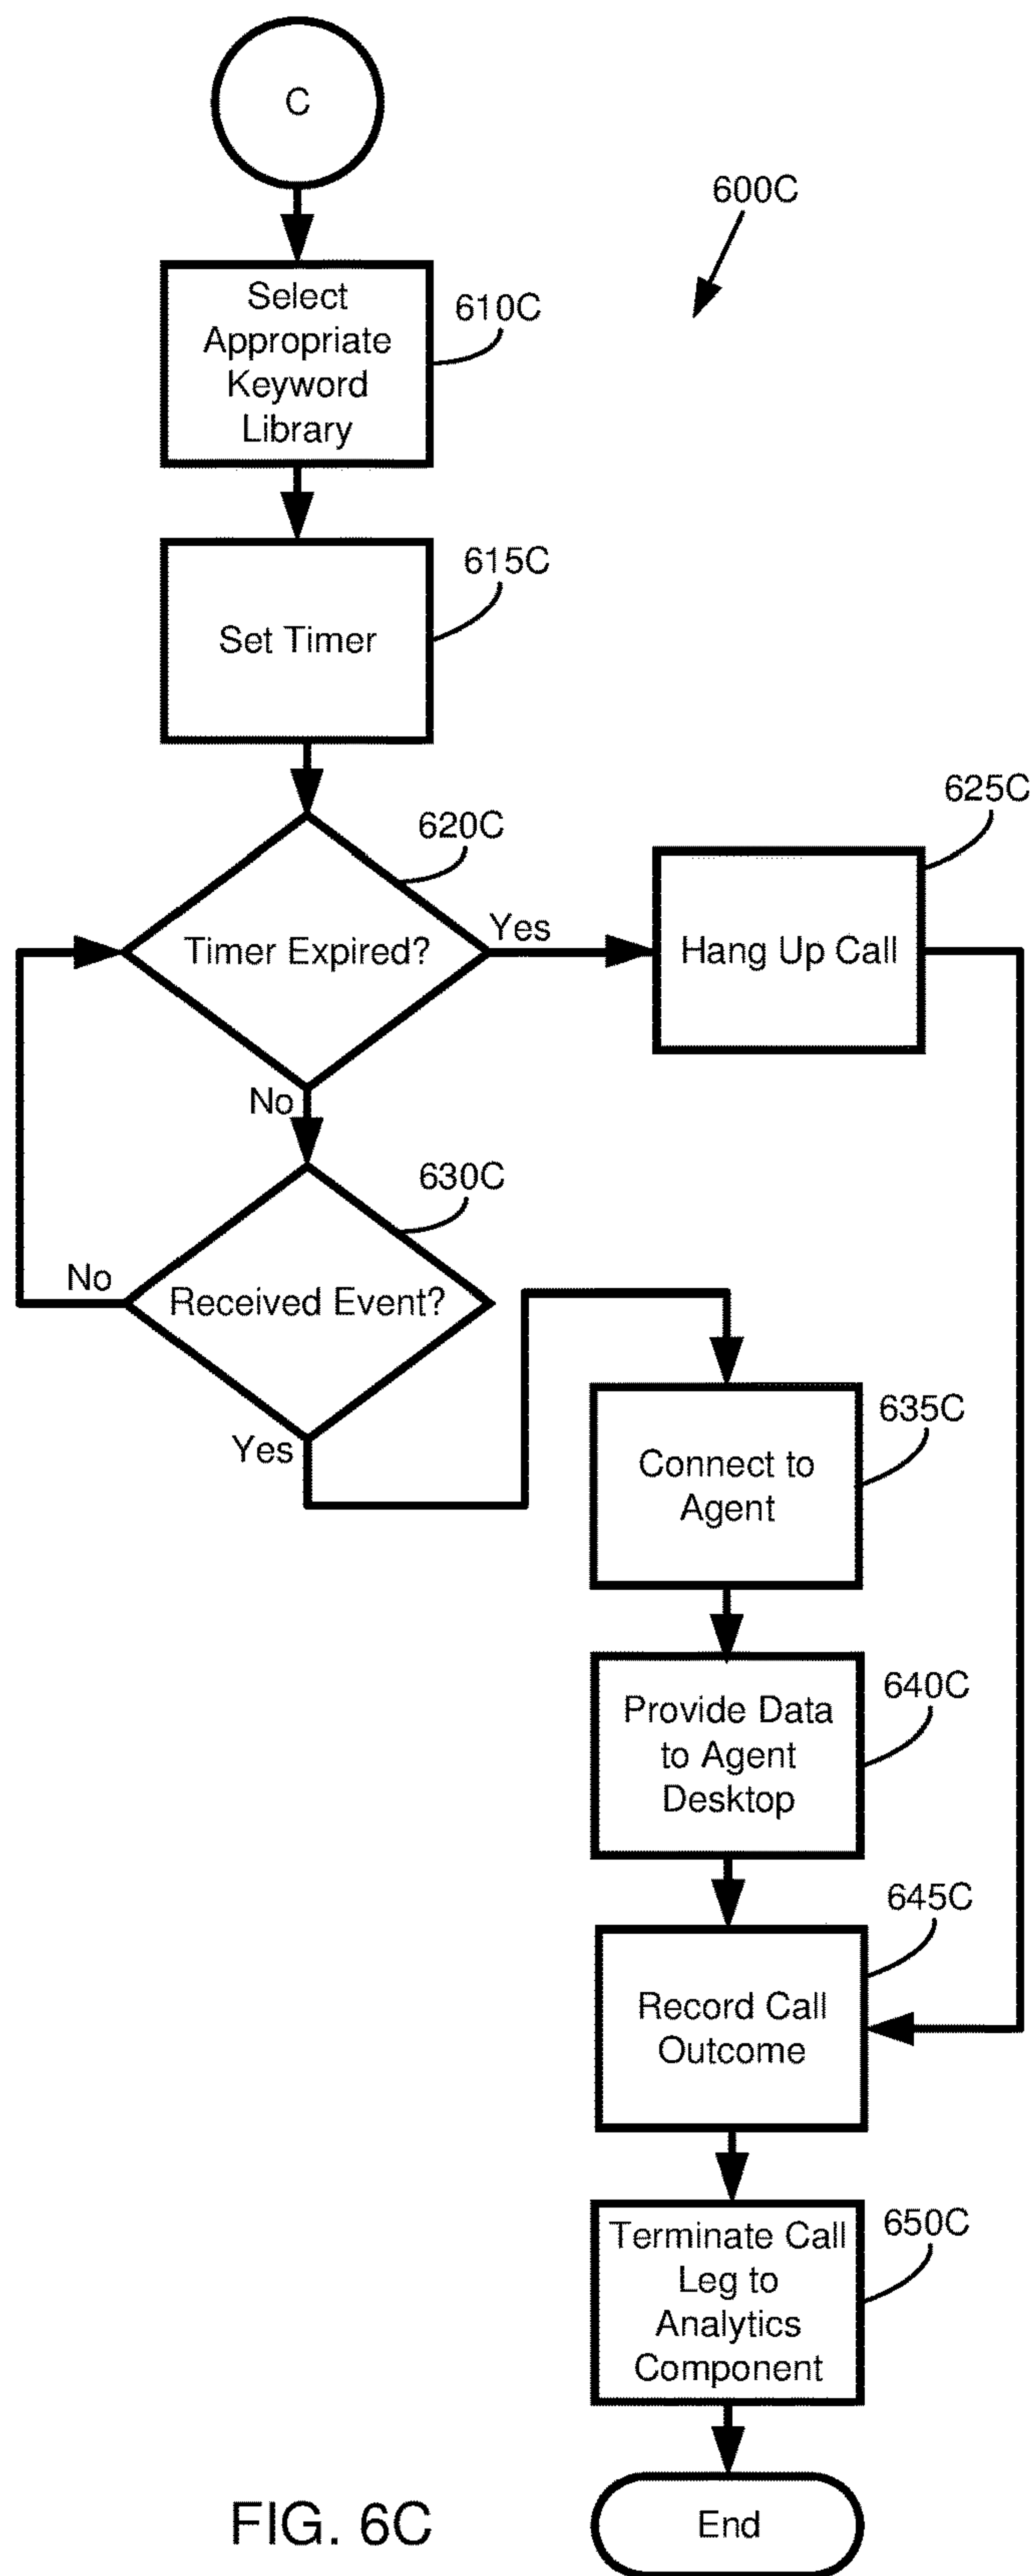 C
600C
Select
Appropriate
Keyword
Library
610C
Set Timer
615C
620C
625C
Timer Expired?
Yes
Hang Up Call
No
630C
No
Received Event?
Yes
635C
Connect to
Agent
640C
Provide Data
to Agent
Desktop
645C
Record Call
Outcome
650C
Terminate Call
Leg to
Analytics
Component
End
FIG. 6C